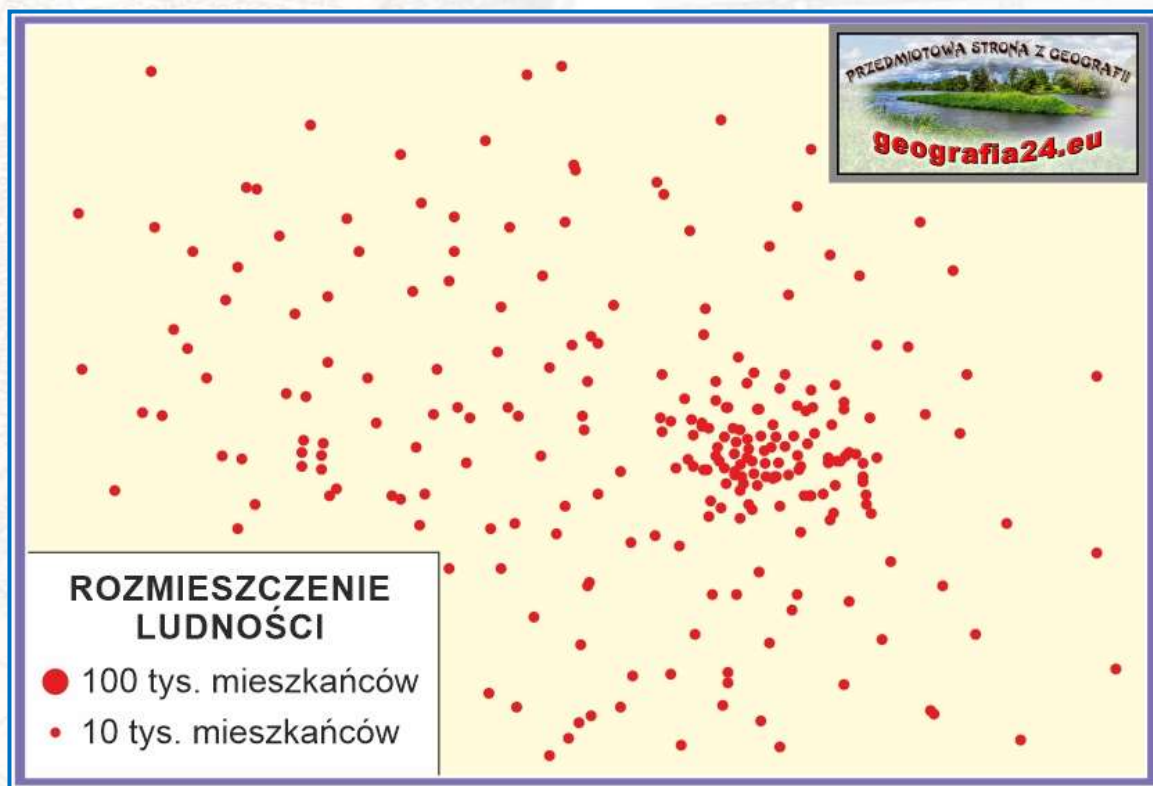 PRZEDMIOTOWA STRONA Z GEOGRAFII
geografia24.eu
ROZMIESZCZENIE
LUDNOŚCI
100 tys. mieszkańców
10 tys. mieszkańców